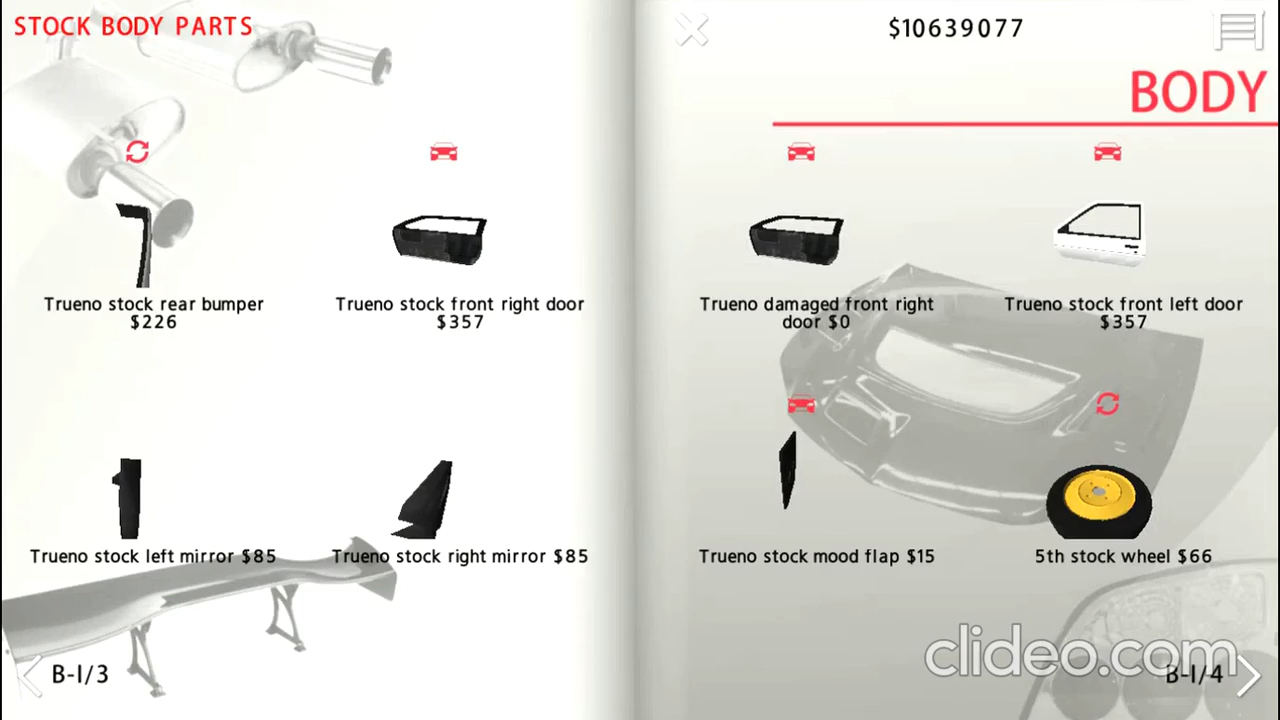 STOCK BODY PARTS
$10639077
BODY
Trueno stock rear bumper
$226
Trueno stock front right door
$357
Trueno damaged front right
door $0
Trueno stock front left door
$357
Trueno stock left mirror $85
Trueno stock right mirror $85
Trueno stock mood flap $15
5th stock wheel $66
B-I/3
B-I/4
clideo.com